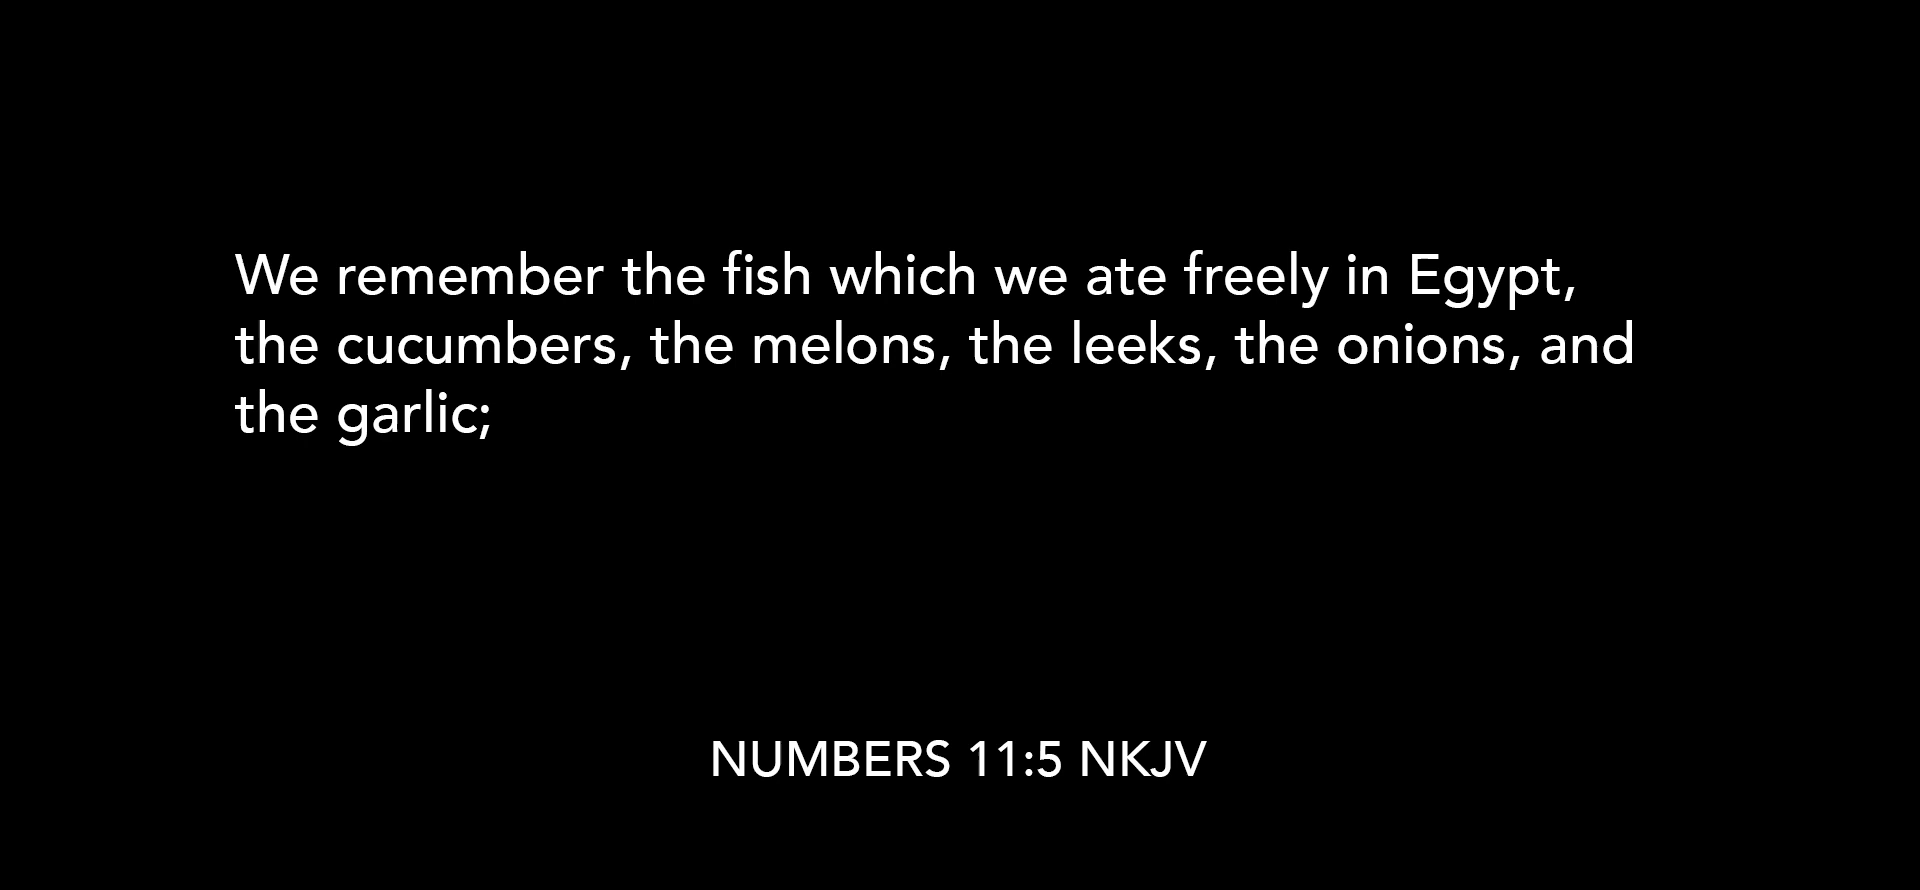 We remember the fish which we ate freely in Egypt,
the cucumbers, the melons, the leeks, the onions, and
the garlic;
NUMBERS 11:5 NKJV